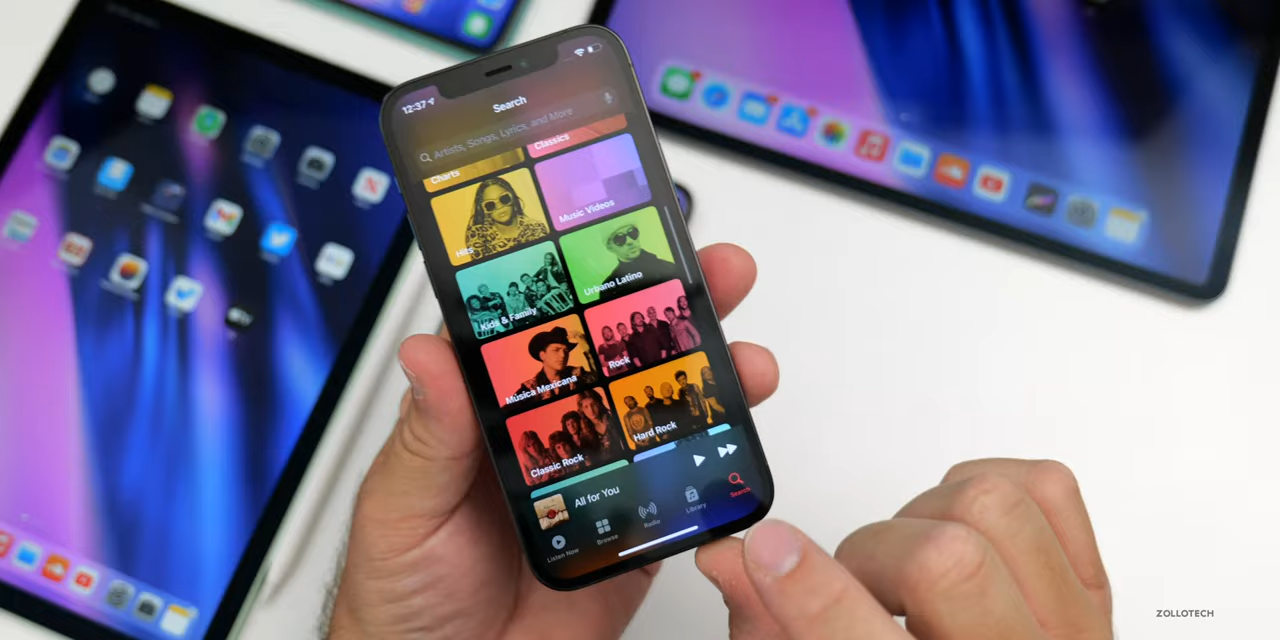 12:37
Search
Artists, Songs, Lyrics, and More
Charts
Classics
Hits
Music Videos
Kids & Family
Urbano Latino
Música Mexicana
Rock
Classic Rock
Hard Rock
All for You
Listen Now
Browse
Radio
Library
Search
ZOLLOTECH